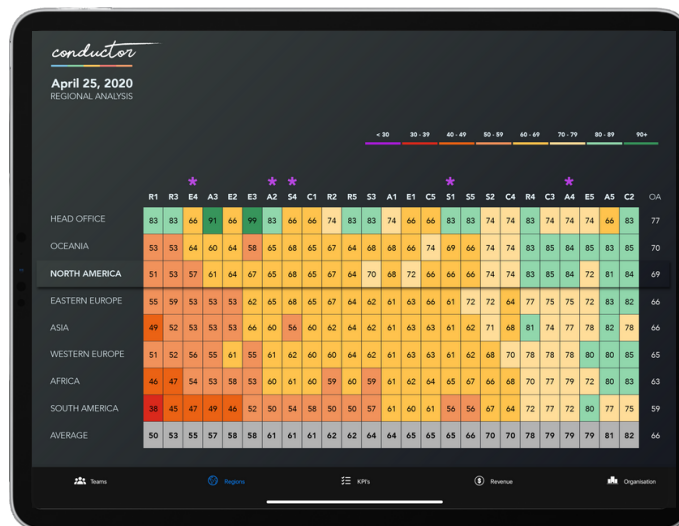 conductor
April 25, 2020
REGIONAL ANALYSIS
< 30 30 - 39 40 - 49 50 - 59 60 - 69 70 - 79 80 - 89 90+
* * * * *
R1 R3 E4 A3 E2 E3 A2 S4 C1 R2 R5 S3 A1 E1 C5 S1 S5 S2 C4 R4 C3 A4 E5 A5 C2 OA
HEAD OFFICE 83 83 66 91 66 99 83 66 66 74 83 83 74 66 66 83 83 74 74 83 74 74 74 66 83 77
OCEANIA 53 53 64 60 64 58 65 68 65 67 64 68 68 66 74 69 66 74 74 83 85 84 85 83 85 70
NORTH AMERICA 51 53 57 61 64 67 65 68 65 67 64 70 68 72 66 66 66 74 74 83 85 84 72 81 84 69
EASTERN EUROPE 55 59 53 53 53 62 65 68 65 67 64 62 61 63 66 61 72 72 64 77 75 75 72 83 82 66
ASIA 49 52 53 53 53 66 60 56 60 62 64 62 61 63 63 61 62 71 68 81 74 77 78 82 78 66
WESTERN EUROPE 51 52 56 55 61 55 61 62 60 60 64 62 61 63 63 61 62 68 70 78 78 78 80 80 85 65
AFRICA 46 47 54 53 58 53 60 61 60 59 60 59 61 62 64 65 67 66 68 70 77 79 72 80 83 63
SOUTH AMERICA 38 45 47 49 46 52 50 54 58 50 50 57 61 60 61 56 56 67 64 72 77 72 80 77 75 59
AVERAGE 50 53 55 57 58 58 61 61 61 62 62 64 64 65 65 65 66 70 70 78 79 79 79 81 82 66
Teams Regions KPI's Revenue Organisation